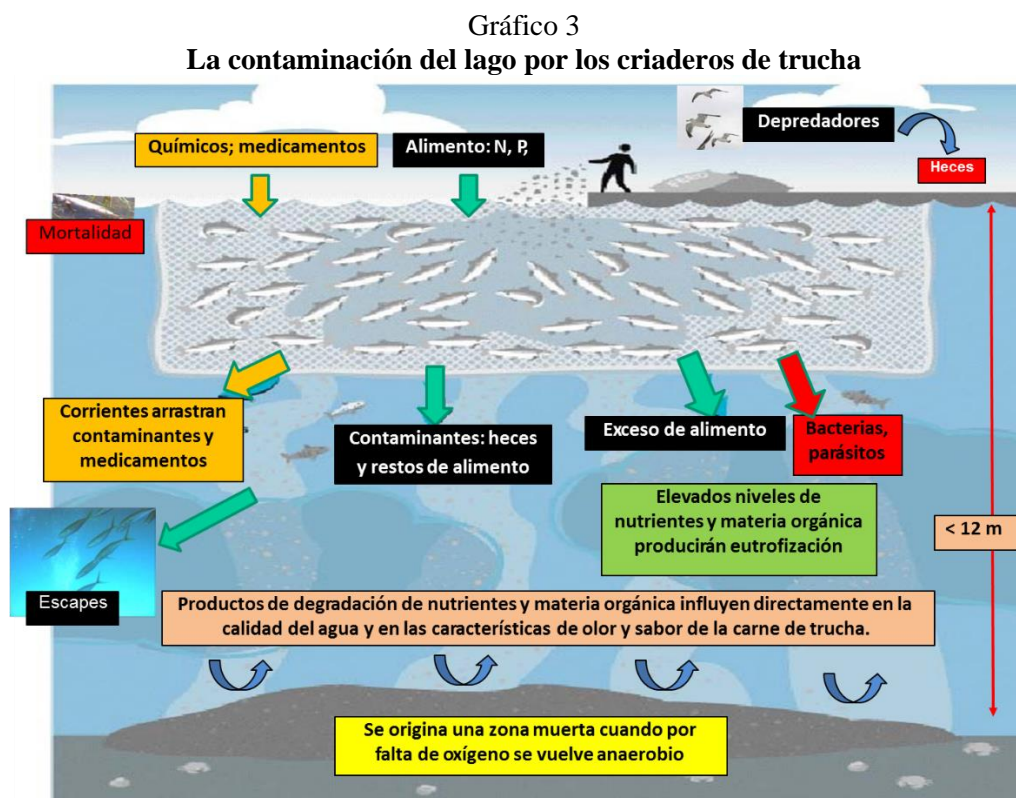 Gráfico 3
La contaminación del lago por los criaderos de trucha
Químicos; medicamentos
Alimento: N, P,
Depredadores
Heces
Mortalidad
Corrientes arrastran
contaminantes y
medicamentos
Contaminantes: heces
y restos de alimento
Exceso de alimento
Bacterias,
parásitos
Elevados niveles de
nutrientes y materia orgánica
producirán eutrofización
< 12 m
Escapes
Productos de degradación de nutrientes y materia orgánica influyen directamente en la
calidad del agua y en las características de olor y sabor de la carne de trucha.
Se origina una zona muerta cuando por
falta de oxígeno se vuelve anaerobio